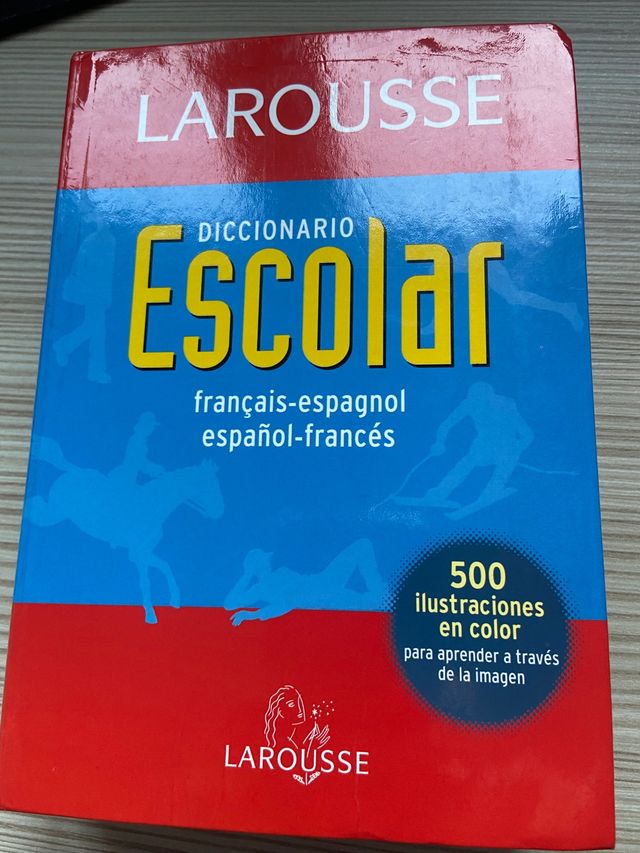 LAROUSSE
DICCIONARIO
Escolar
français-espagnol
español-francés
500
ilustraciones
en color
para aprender a través
de la imagen
LAROUSSE